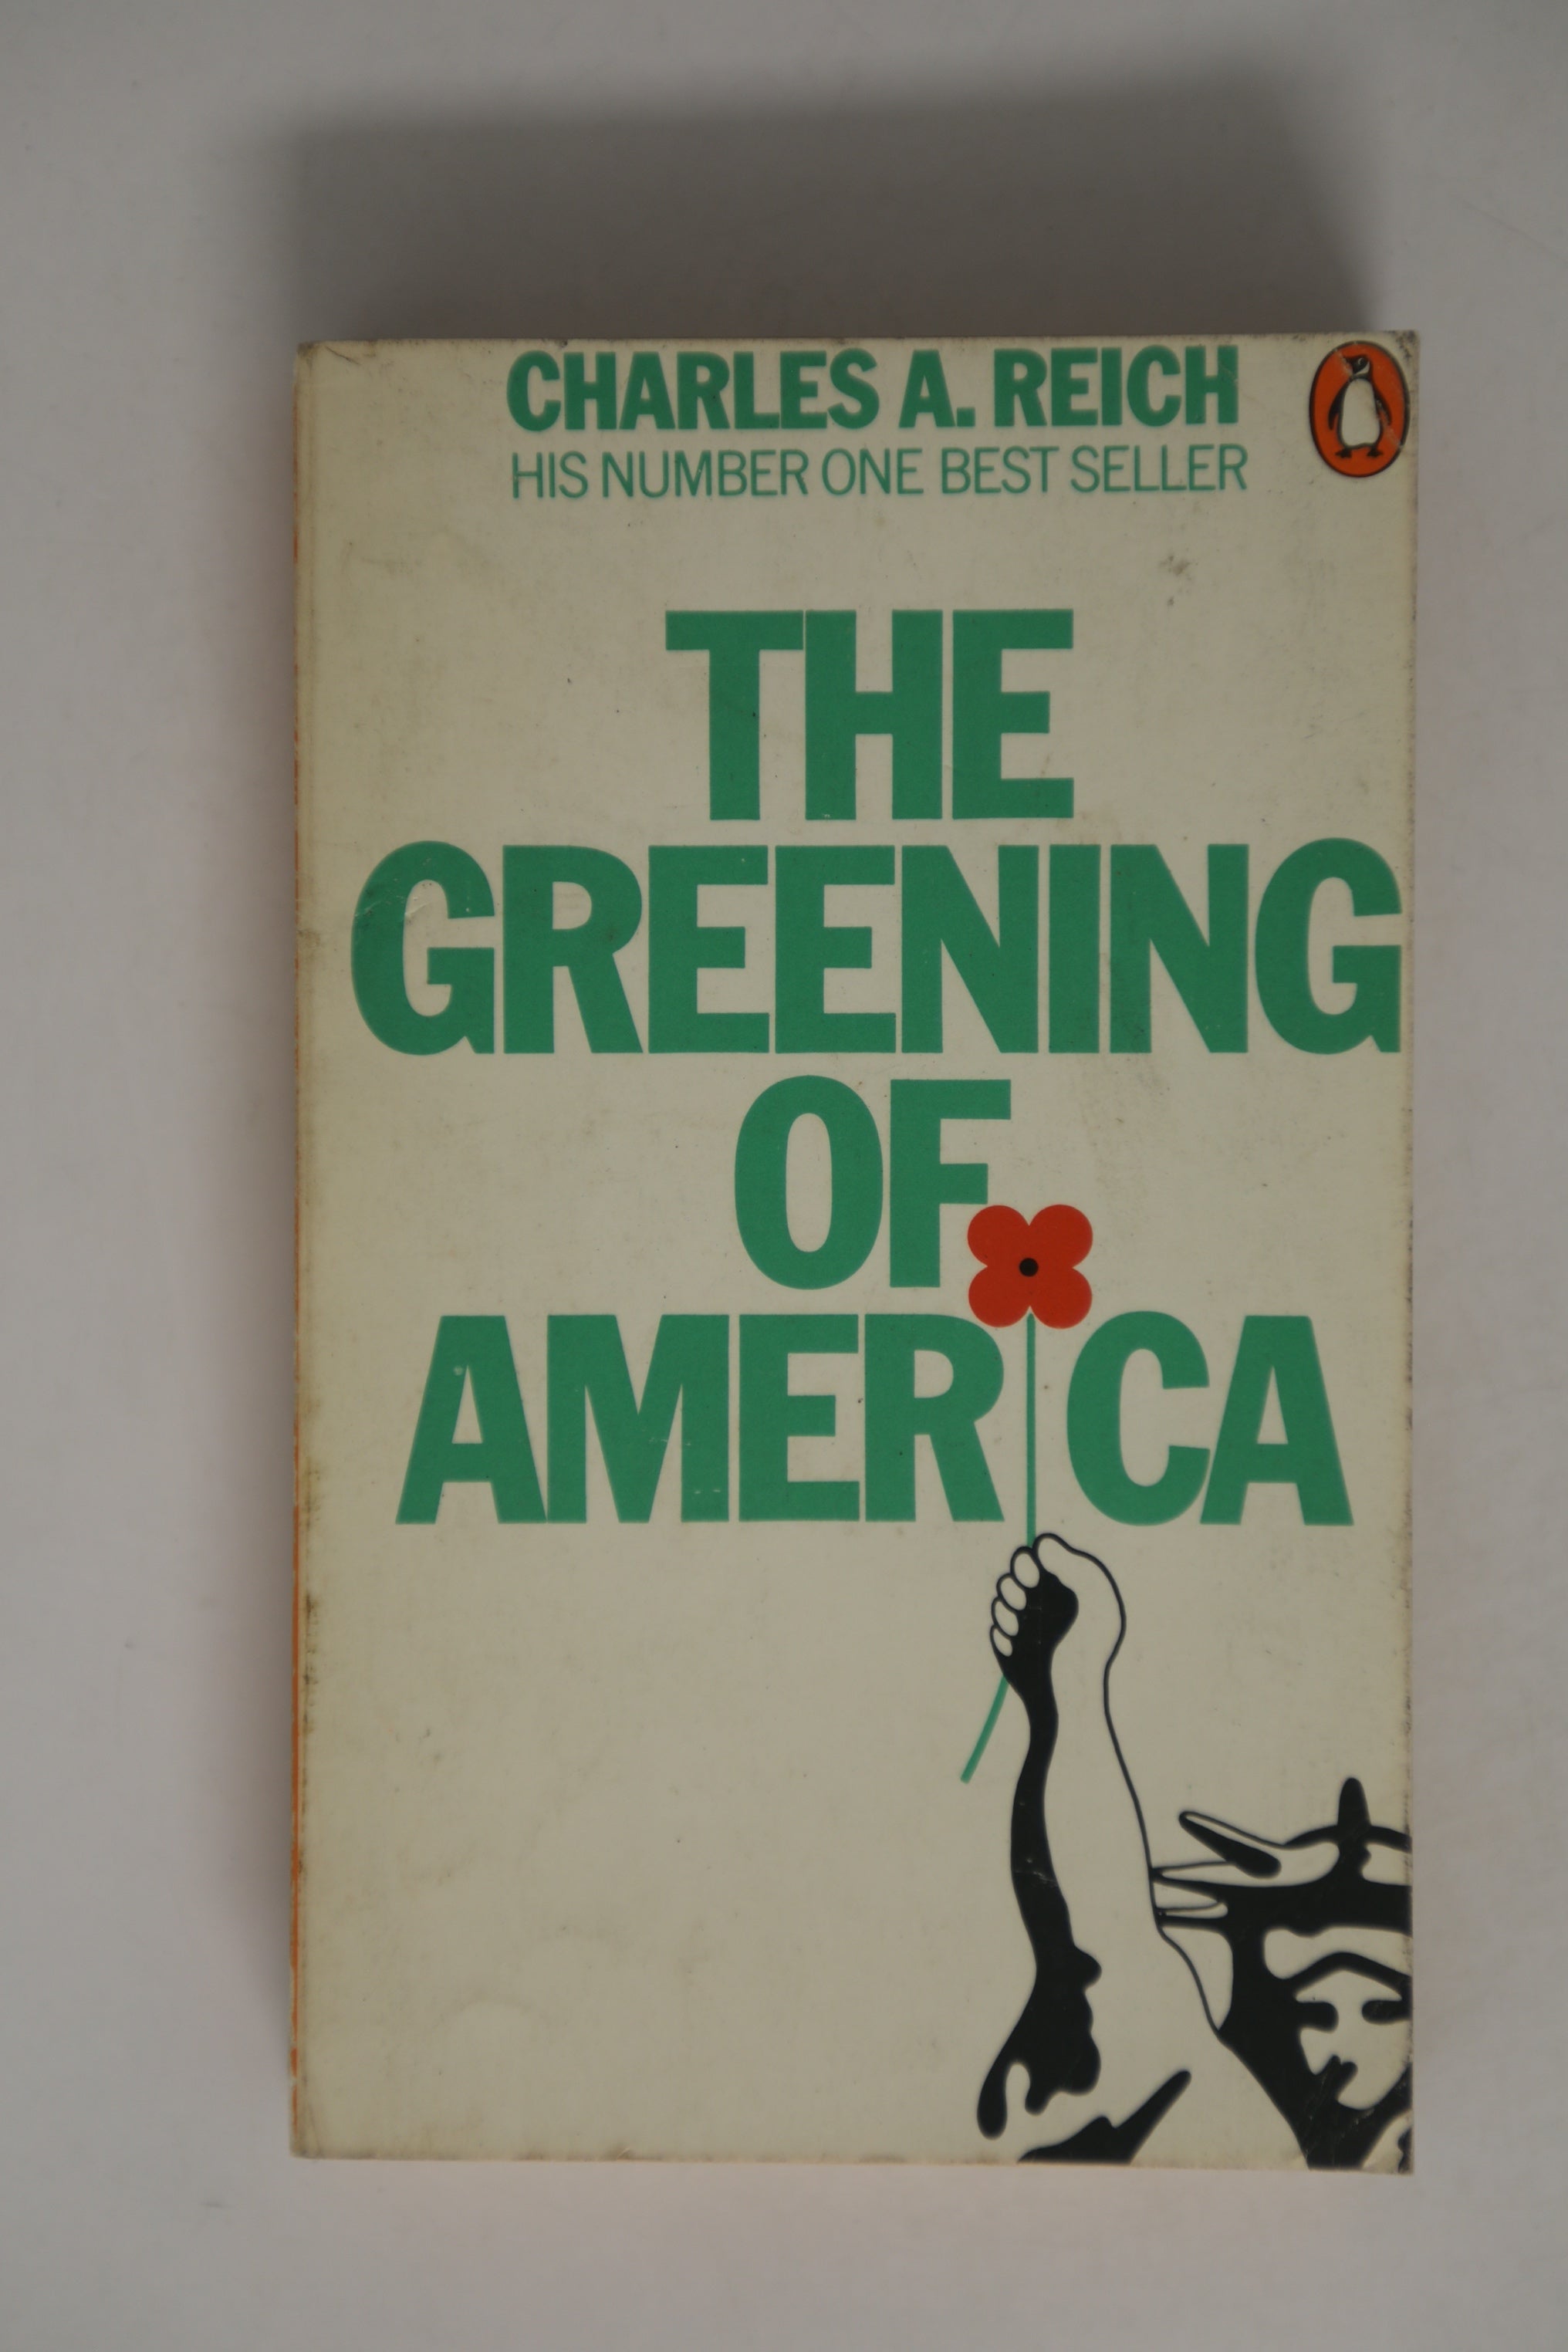 CHARLES A. REICH
HIS NUMBER ONE BEST SELLER
THE
GREENING
OF
AMERICA